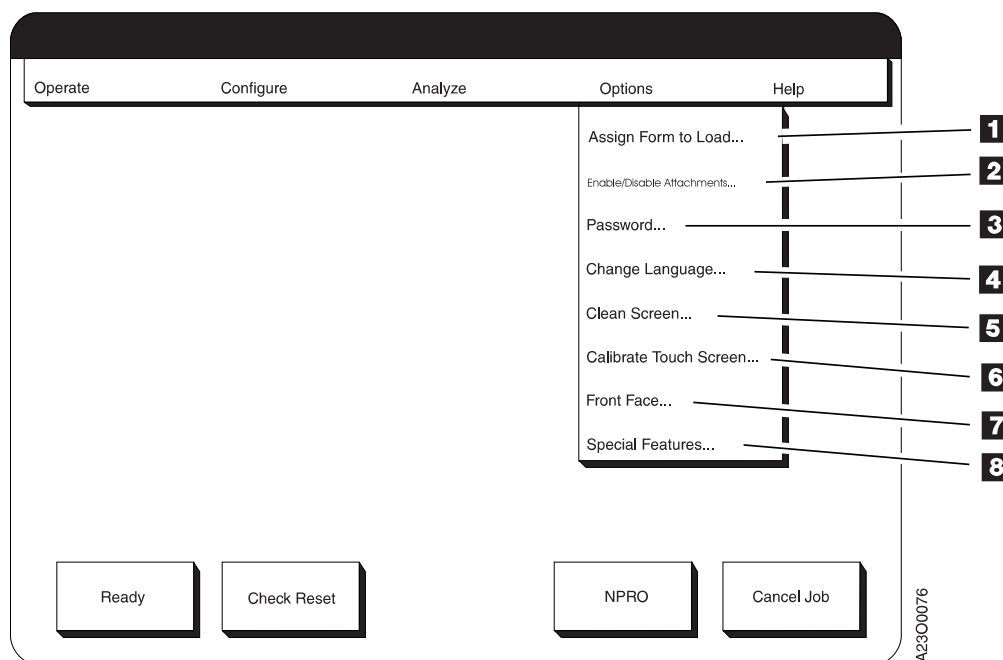 Operate Configure Analyze Options Help
Assign Form to Load... 1
Enable/Disable Attachments... 2
Password... 3
Change Language... 4
Clean Screen... 5
Calibrate Touch Screen... 6
Front Face... 7
Special Features... 8
Ready Check Reset NPRO Cancel Job
A23O0076